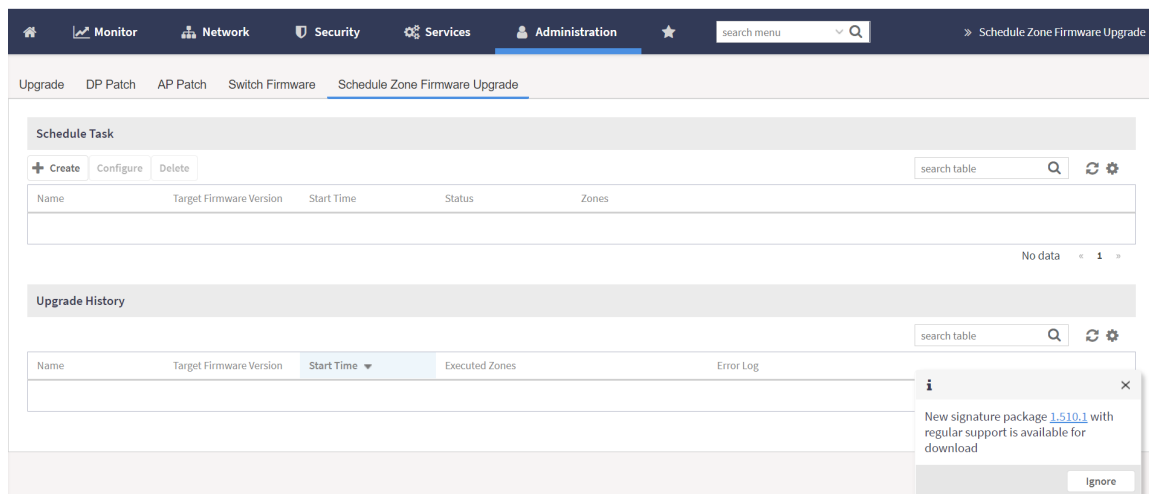 Monitor Network Security Services Administration search menu » Schedule Zone Firmware Upgrade
Upgrade DP Patch AP Patch Switch Firmware Schedule Zone Firmware Upgrade
Schedule Task
+ Create Configure Delete search table
Name Target Firmware Version Start Time Status Zones
No data « 1 »
Upgrade History
search table
Name Target Firmware Version Start Time Executed Zones Error Log
i ×
New signature package 1.510.1 with
regular support is available for
download
Ignore